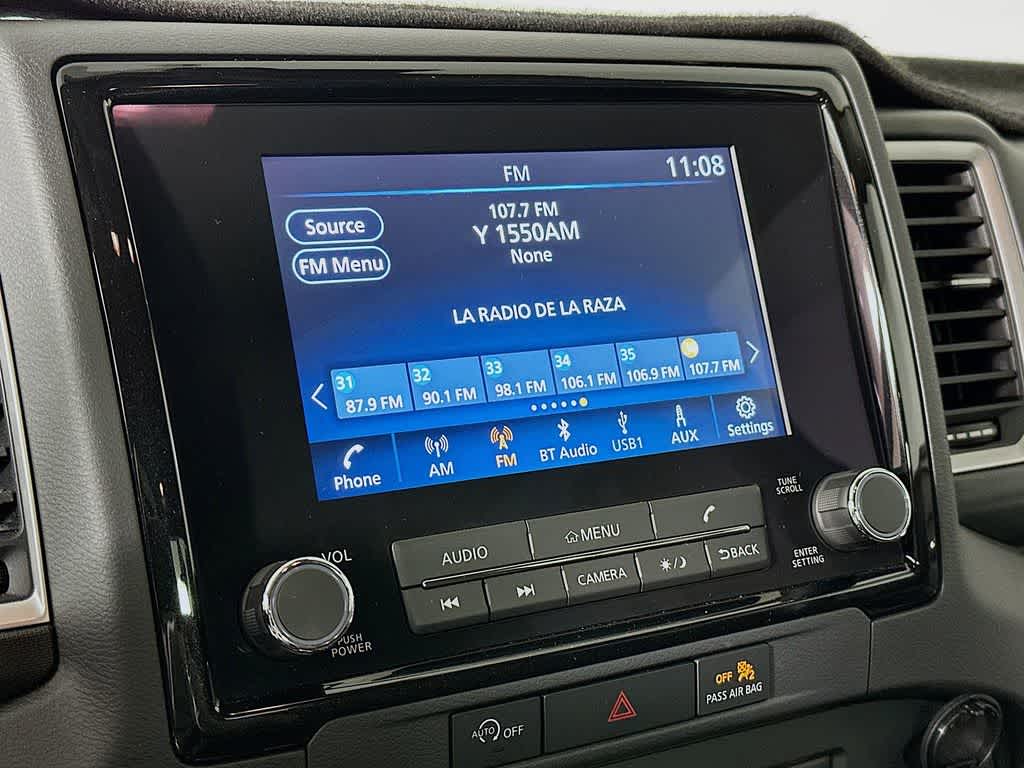 FM
11:08
Source
FM Menu
107.7 FM
Y 1550AM
None
LA RADIO DE LA RAZA
31 87.9 FM
32 90.1 FM
33 98.1 FM
34 106.1 FM
35 106.9 FM
107.7 FM
Phone
AM
FM
BT Audio
USB1
AUX
Settings
VOL
PUSH
POWER
AUDIO
MENU
CAMERA
BACK
TUNE
SCROLL
ENTER
SETTING
AUTO OFF
OFF 2
PASS AIR BAG